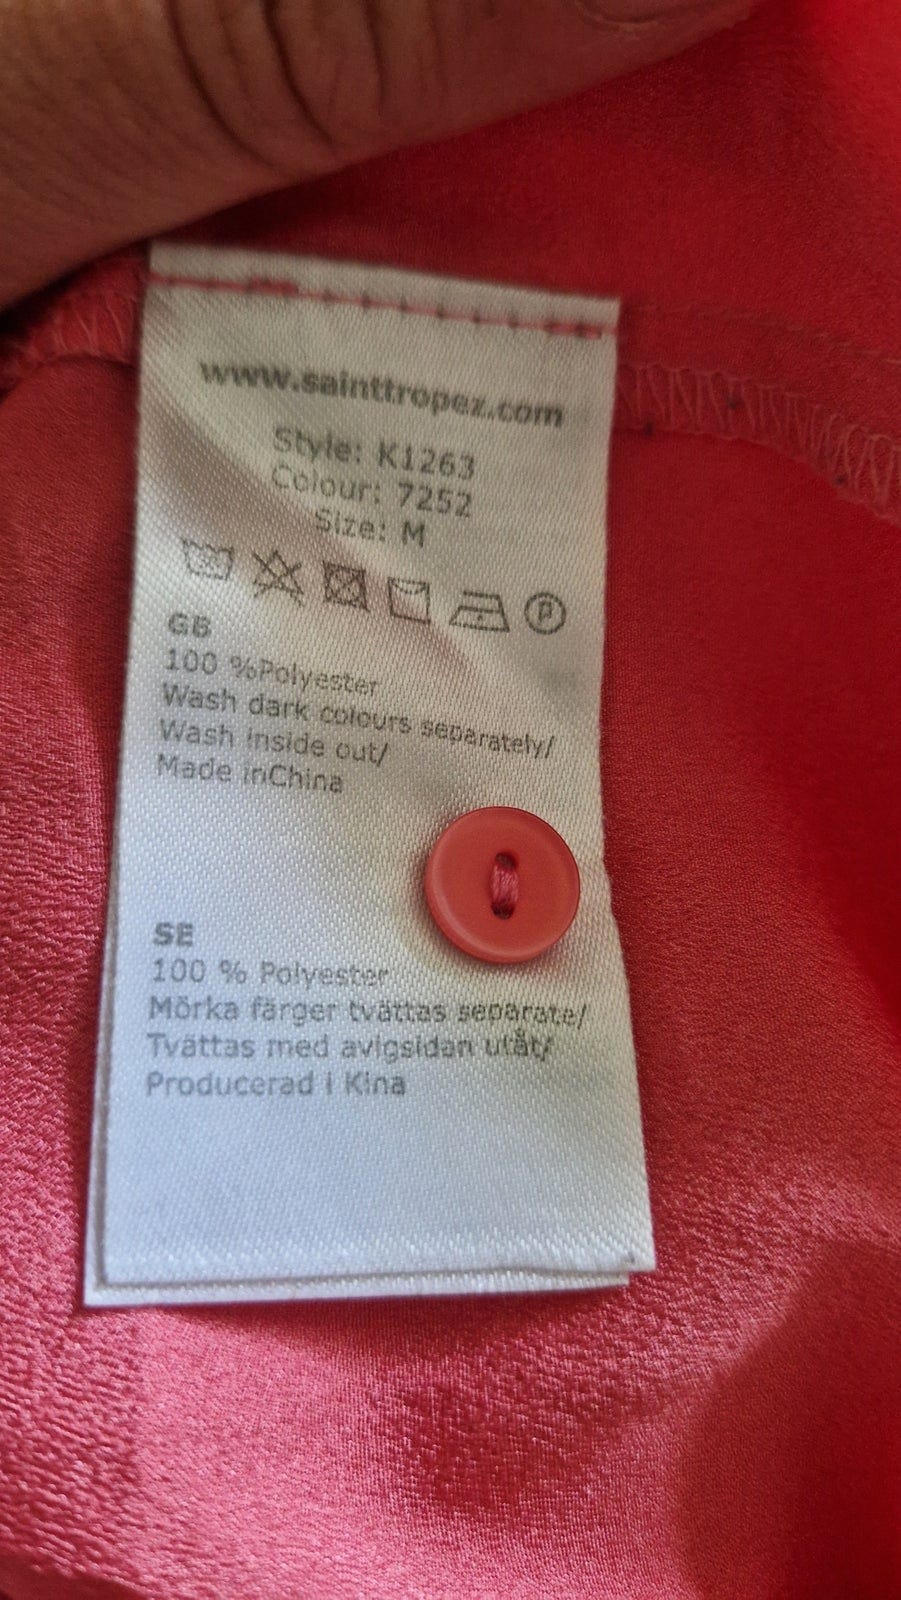 www.sainttropez.com
Style: K1263
Colour: 7252
Size: M
P
GB
100 %Polyester
Wash dark colours separately/
Wash inside out/
Made inChina
SE
100 % Polyester
Mörka färger tvättas separate/
Tvättas med avigsidan utåt/
Producerad i Kina